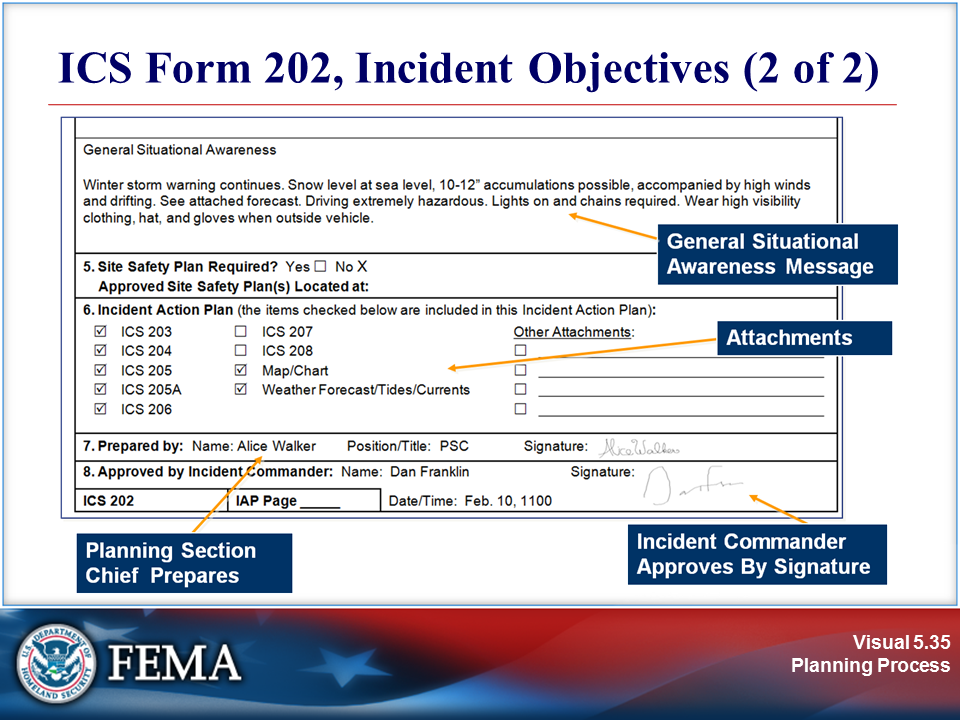 ICS Form 202, Incident Objectives (2 of 2)
General Situational Awareness
Winter storm warning continues. Snow level at sea level, 10-12” accumulations possible, accompanied by high winds
and drifting. See attached forecast. Driving extremely hazardous. Lights on and chains required. Wear high visibility
clothing, hat, and gloves when outside vehicle.
General Situational
Awareness Message
5. Site Safety Plan Required? Yes ☐ No X
Approved Site Safety Plan(s) Located at:
6. Incident Action Plan (the items checked below are included in this Incident Action Plan):
☑ ICS 203 ☐ ICS 207 Other Attachments:
☑ ICS 204 ☐ ICS 208 ☐
☑ ICS 205 ☑ Map/Chart ☐
☑ ICS 205A ☑ Weather Forecast/Tides/Currents ☐
☑ ICS 206 ☐
Attachments
7. Prepared by: Name: Alice Walker Position/Title: PSC Signature: Alice Walker
8. Approved by Incident Commander: Name: Dan Franklin Signature:
ICS 202 IAP Page _____ Date/Time: Feb. 10, 1100
Planning Section
Chief Prepares
Incident Commander
Approves By Signature
U.S. DEPARTMENT OF HOMELAND SECURITY
FEMA
Visual 5.35
Planning Process